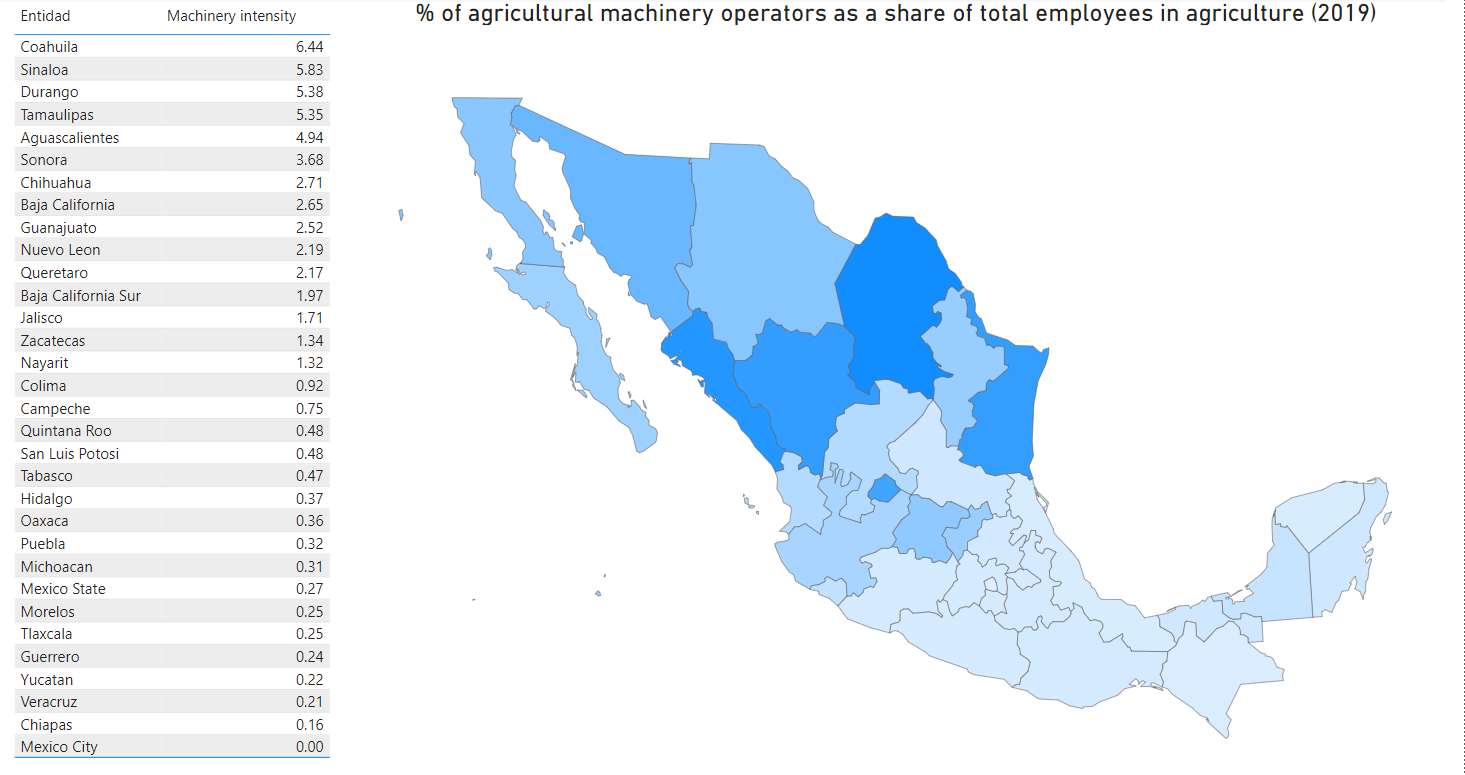 % of agricultural machinery operators as a share of total employees in agriculture (2019)
Entidad Machinery intensity
Coahuila 6.44
Sinaloa 5.83
Durango 5.38
Tamaulipas 5.35
Aguascalientes 4.94
Sonora 3.68
Chihuahua 2.71
Baja California 2.65
Guanajuato 2.52
Nuevo Leon 2.19
Queretaro 2.17
Baja California Sur 1.97
Jalisco 1.71
Zacatecas 1.34
Nayarit 1.32
Colima 0.92
Campeche 0.75
Quintana Roo 0.48
San Luis Potosi 0.48
Tabasco 0.47
Hidalgo 0.37
Oaxaca 0.36
Puebla 0.32
Michoacan 0.31
Mexico State 0.27
Morelos 0.25
Tlaxcala 0.25
Guerrero 0.24
Yucatan 0.22
Veracruz 0.21
Chiapas 0.16
Mexico City 0.00